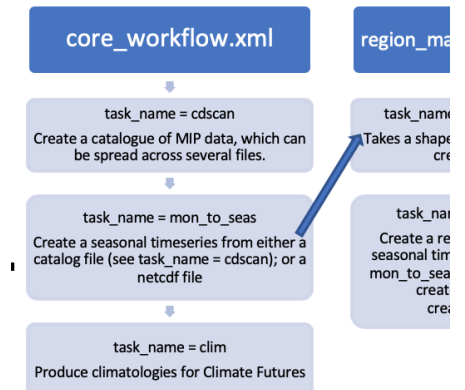 core_workflow.xml
task_name = cdscan
Create a catalogue of MIP data, which can
be spread across several files.
task_name = mon_to_seas
Create a seasonal timeseries from either a
catalog file (see task_name = cdscan); or a
netcdf file
task_name = clim
Produce climatologies for Climate Futures
region_ma
task_name
Takes a shape
cre
task_nam
Create a re
seasonal tim
mon_to_sea
create
crea